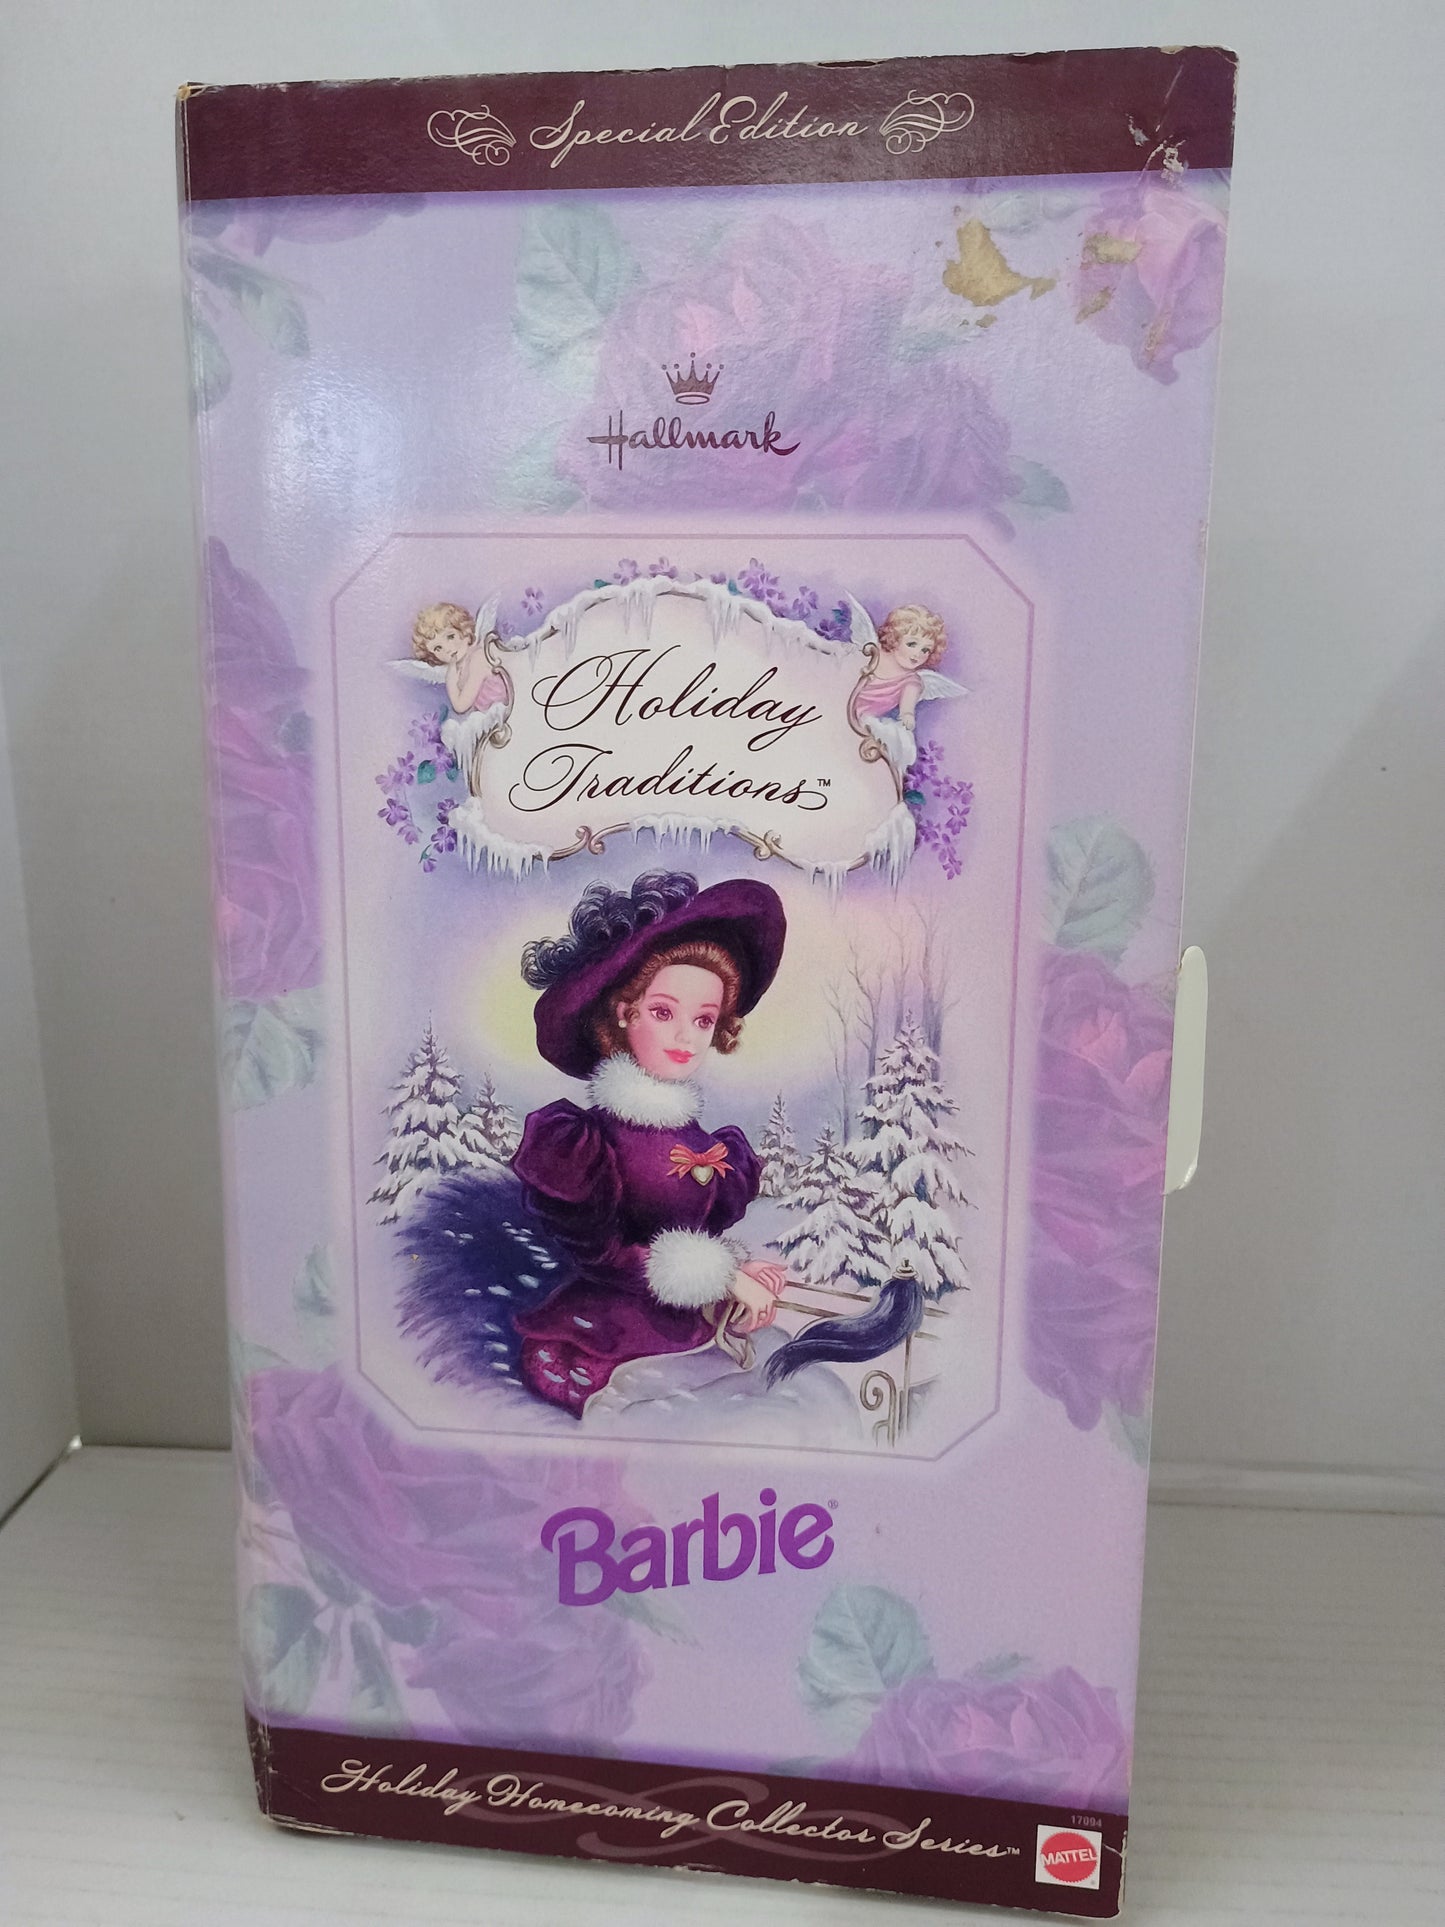 Special Edition
Hallmark
Holiday
Traditions™
Barbie®
Holiday Homecoming Collector Series™
17094
MATTEL
®